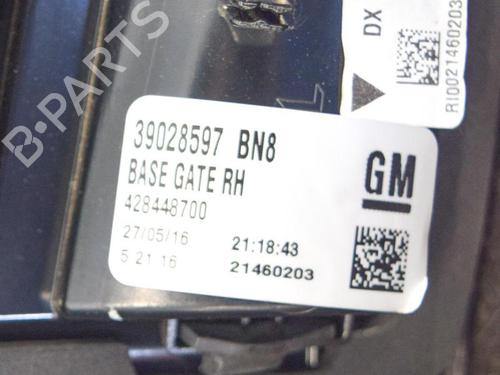 DX
RI0021460203
39028597 BN8
BASE GATE RH
428448700
27/05/16 21:18:43
5 21 16 21460203
GM
B-PARTS